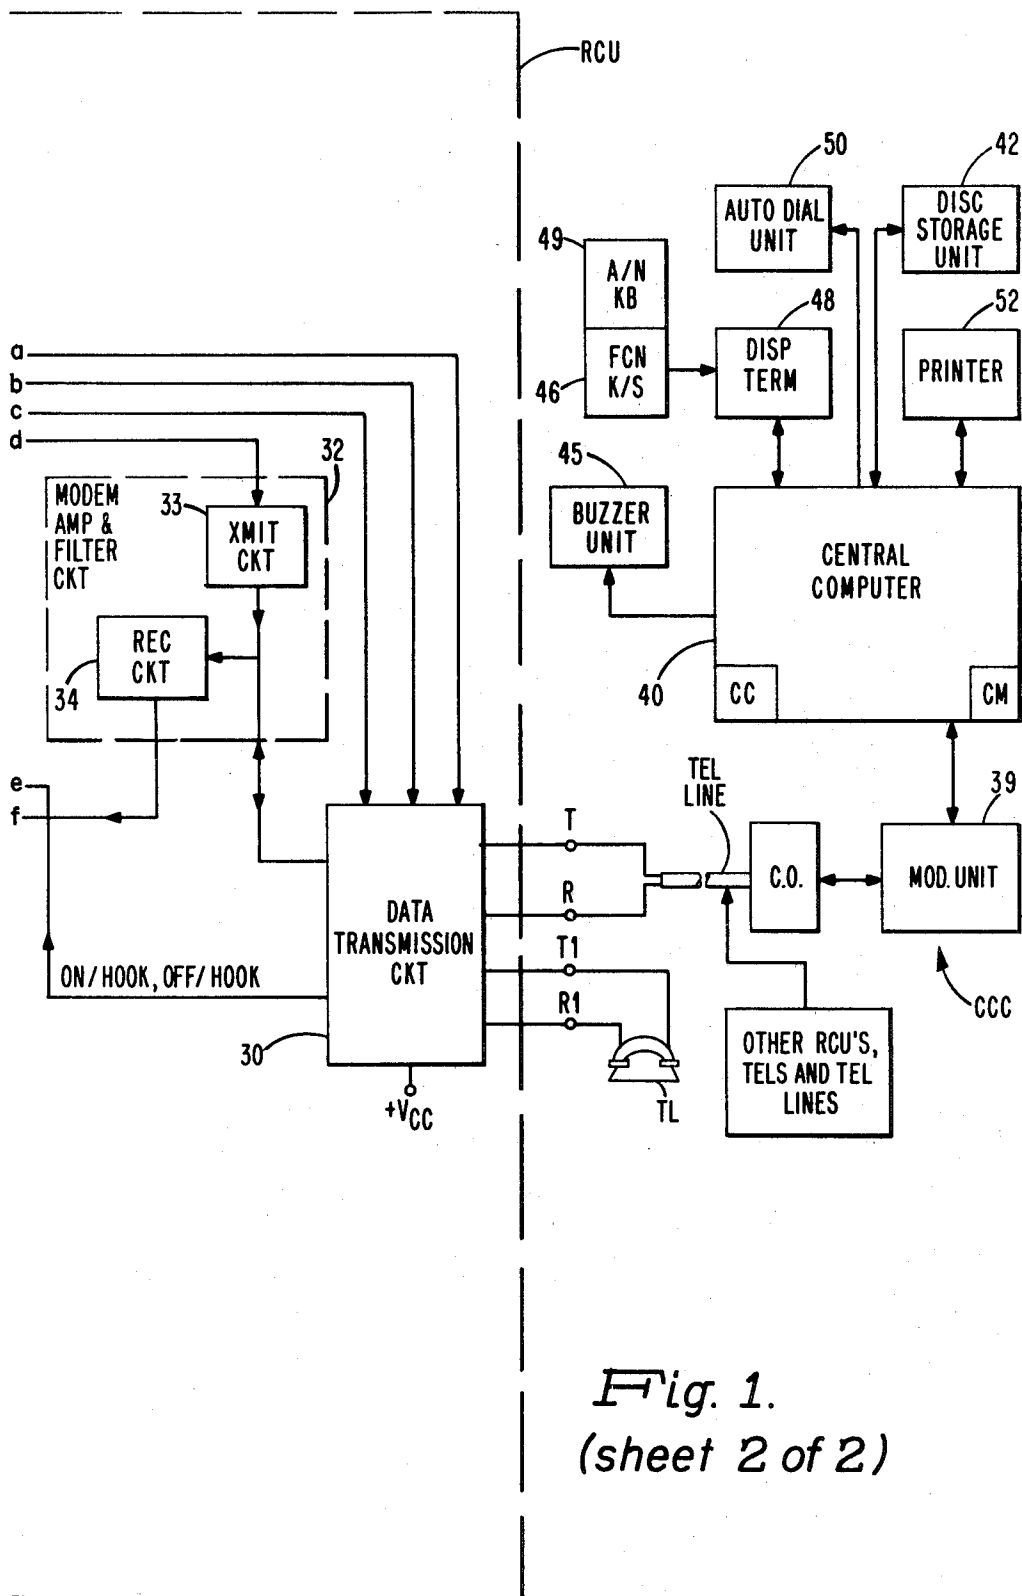 RCU
50
42
AUTO DIAL
UNIT
DISC
STORAGE
UNIT
49
A/N
KB
48
52
FCN
K/S
46
DISP
TERM
PRINTER
a
b
c
d
32
45
MODEM
AMP &
FILTER
CKT
33
XMIT
CKT
BUZZER
UNIT
CENTRAL
COMPUTER
REC
CKT
34
40
CC
CM
e
f
TEL
LINE
39
T
R
C.O.
MOD. UNIT
DATA
TRANSMISSION
CKT
T1
R1
ON/HOOK, OFF/HOOK
CCC
30
+VCC
TL
OTHER RCU'S,
TELS AND TEL
LINES
Fig. 1.
(sheet 2 of 2)